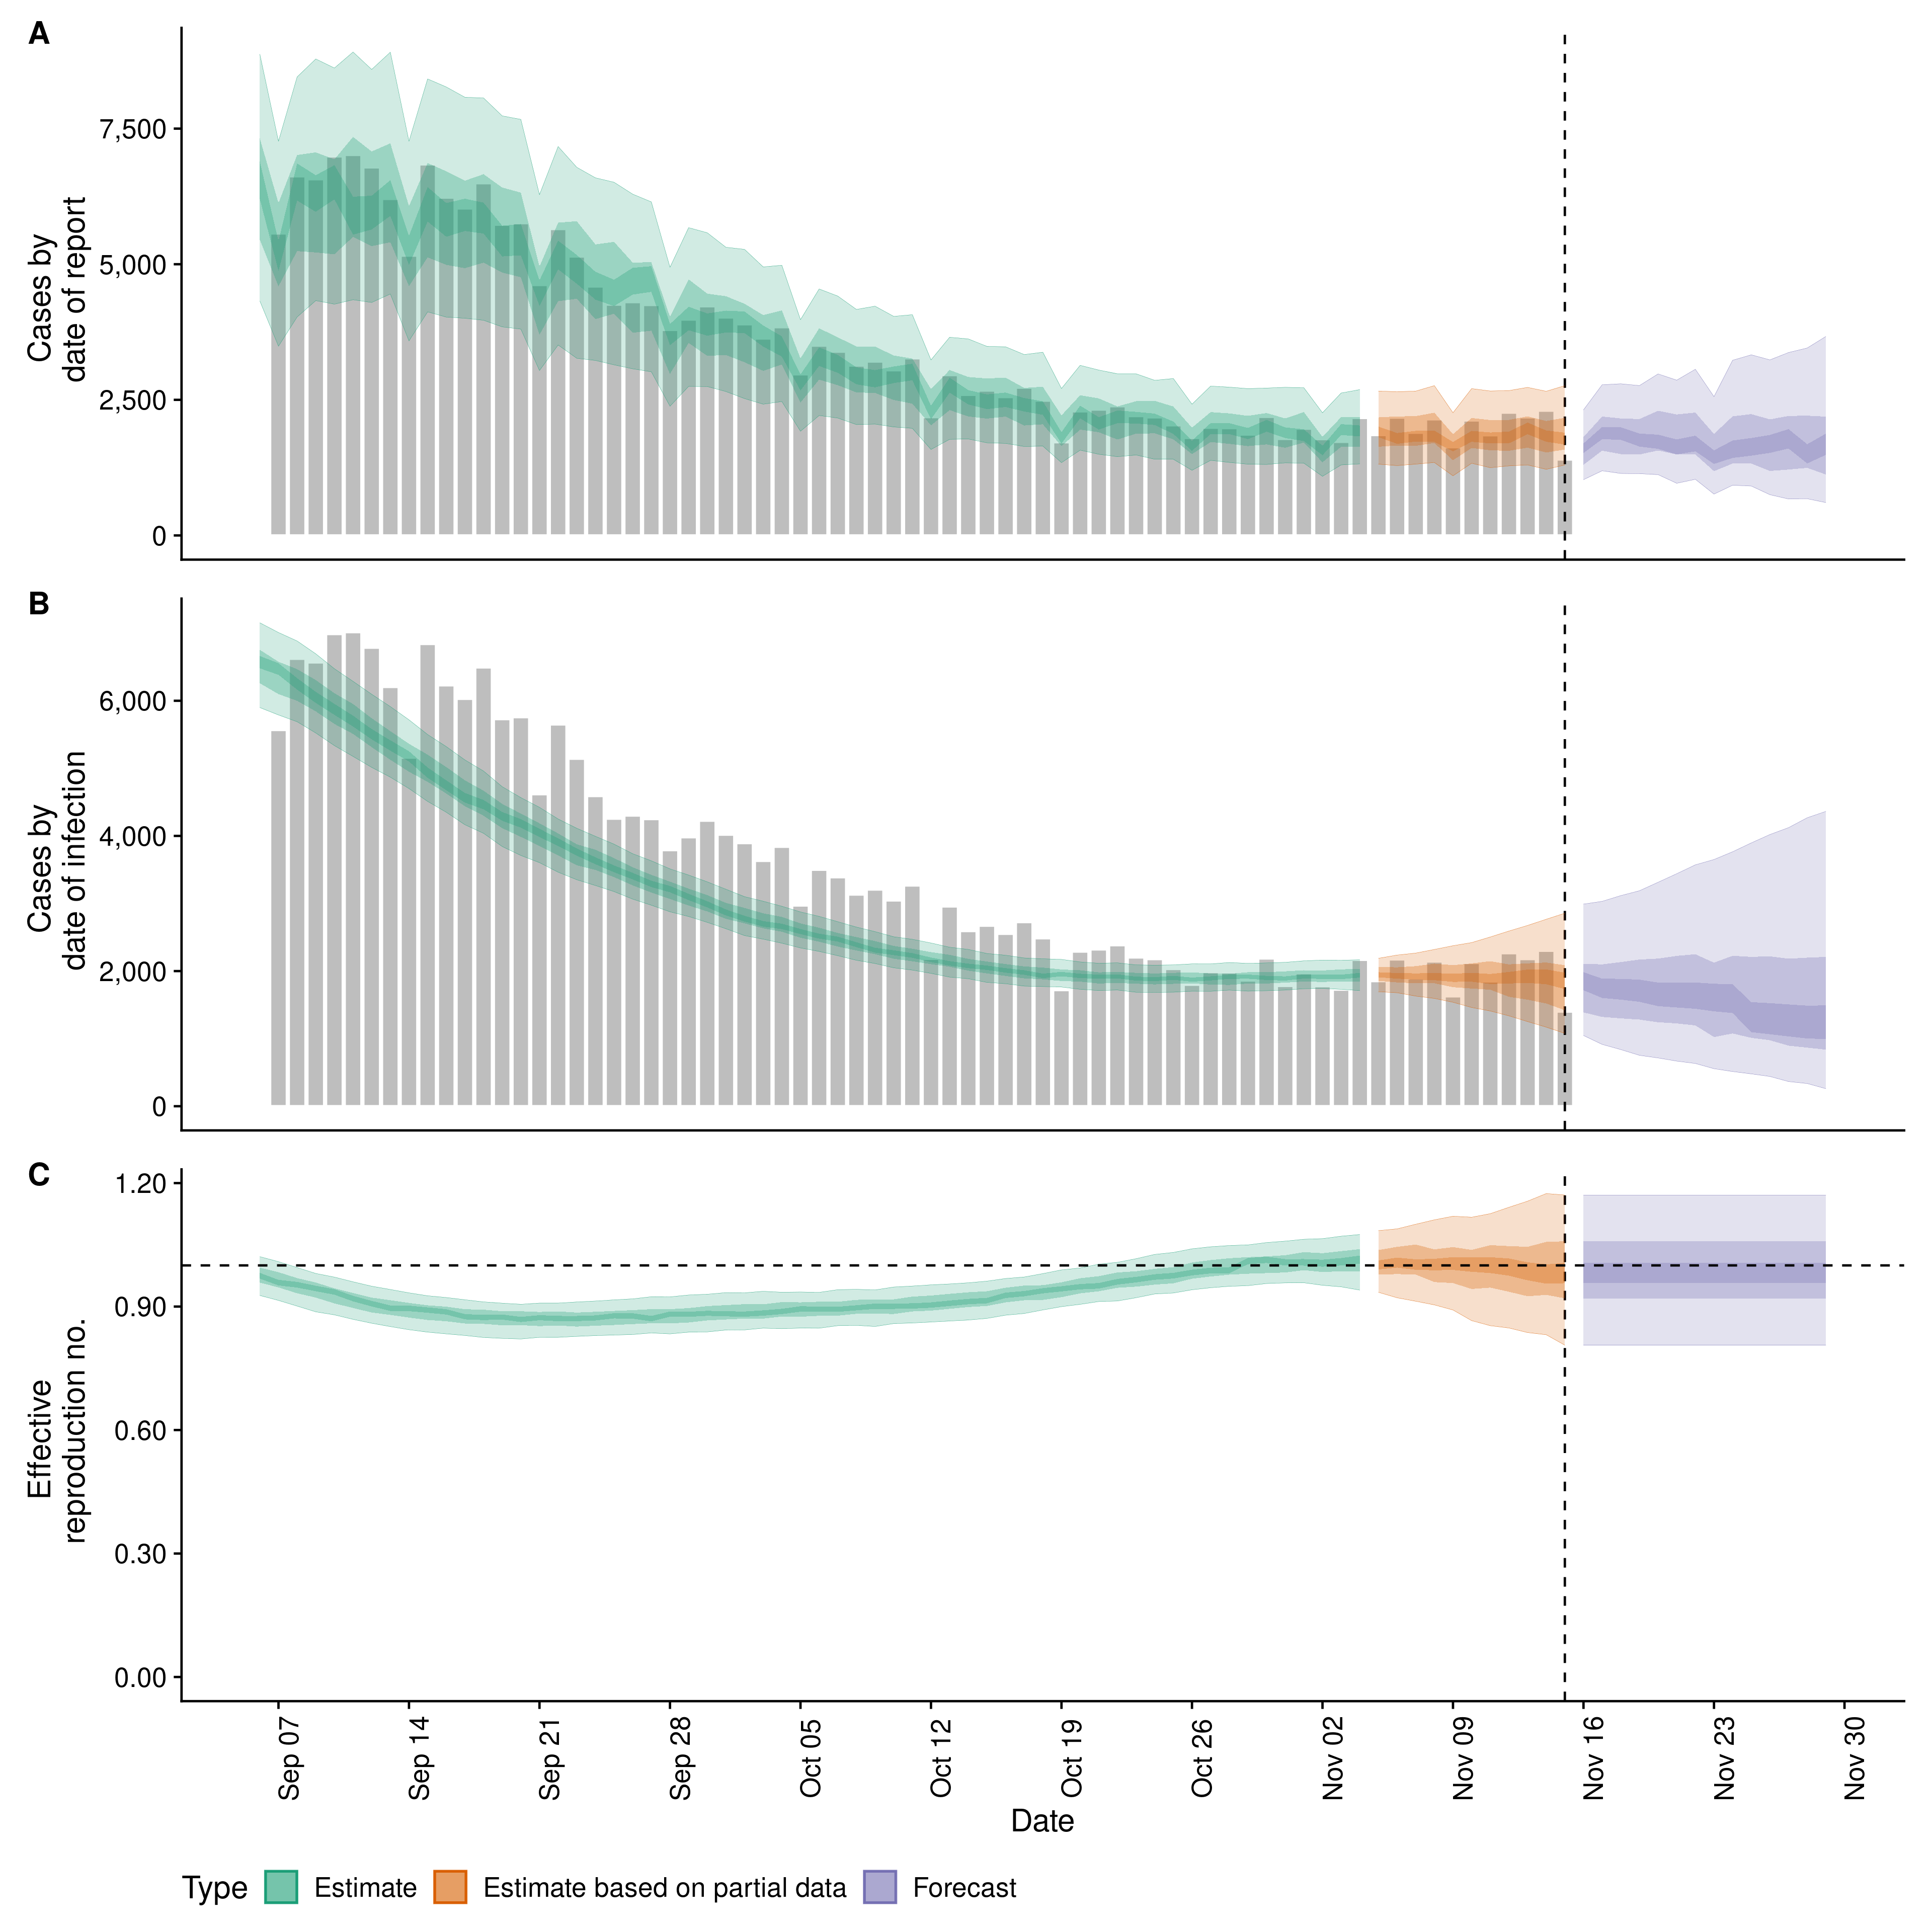 A
Cases by
date of report
7,500
5,000
2,500
0
B
Cases by
date of infection
6,000
4,000
2,000
0
C
Effective
reproduction no.
1.20
0.90
0.60
0.30
0.00
Sep 07
Sep 14
Sep 21
Sep 28
Oct 05
Oct 12
Oct 19
Oct 26
Nov 02
Nov 09
Nov 16
Nov 23
Nov 30
Date
Type Estimate Estimate based on partial data Forecast